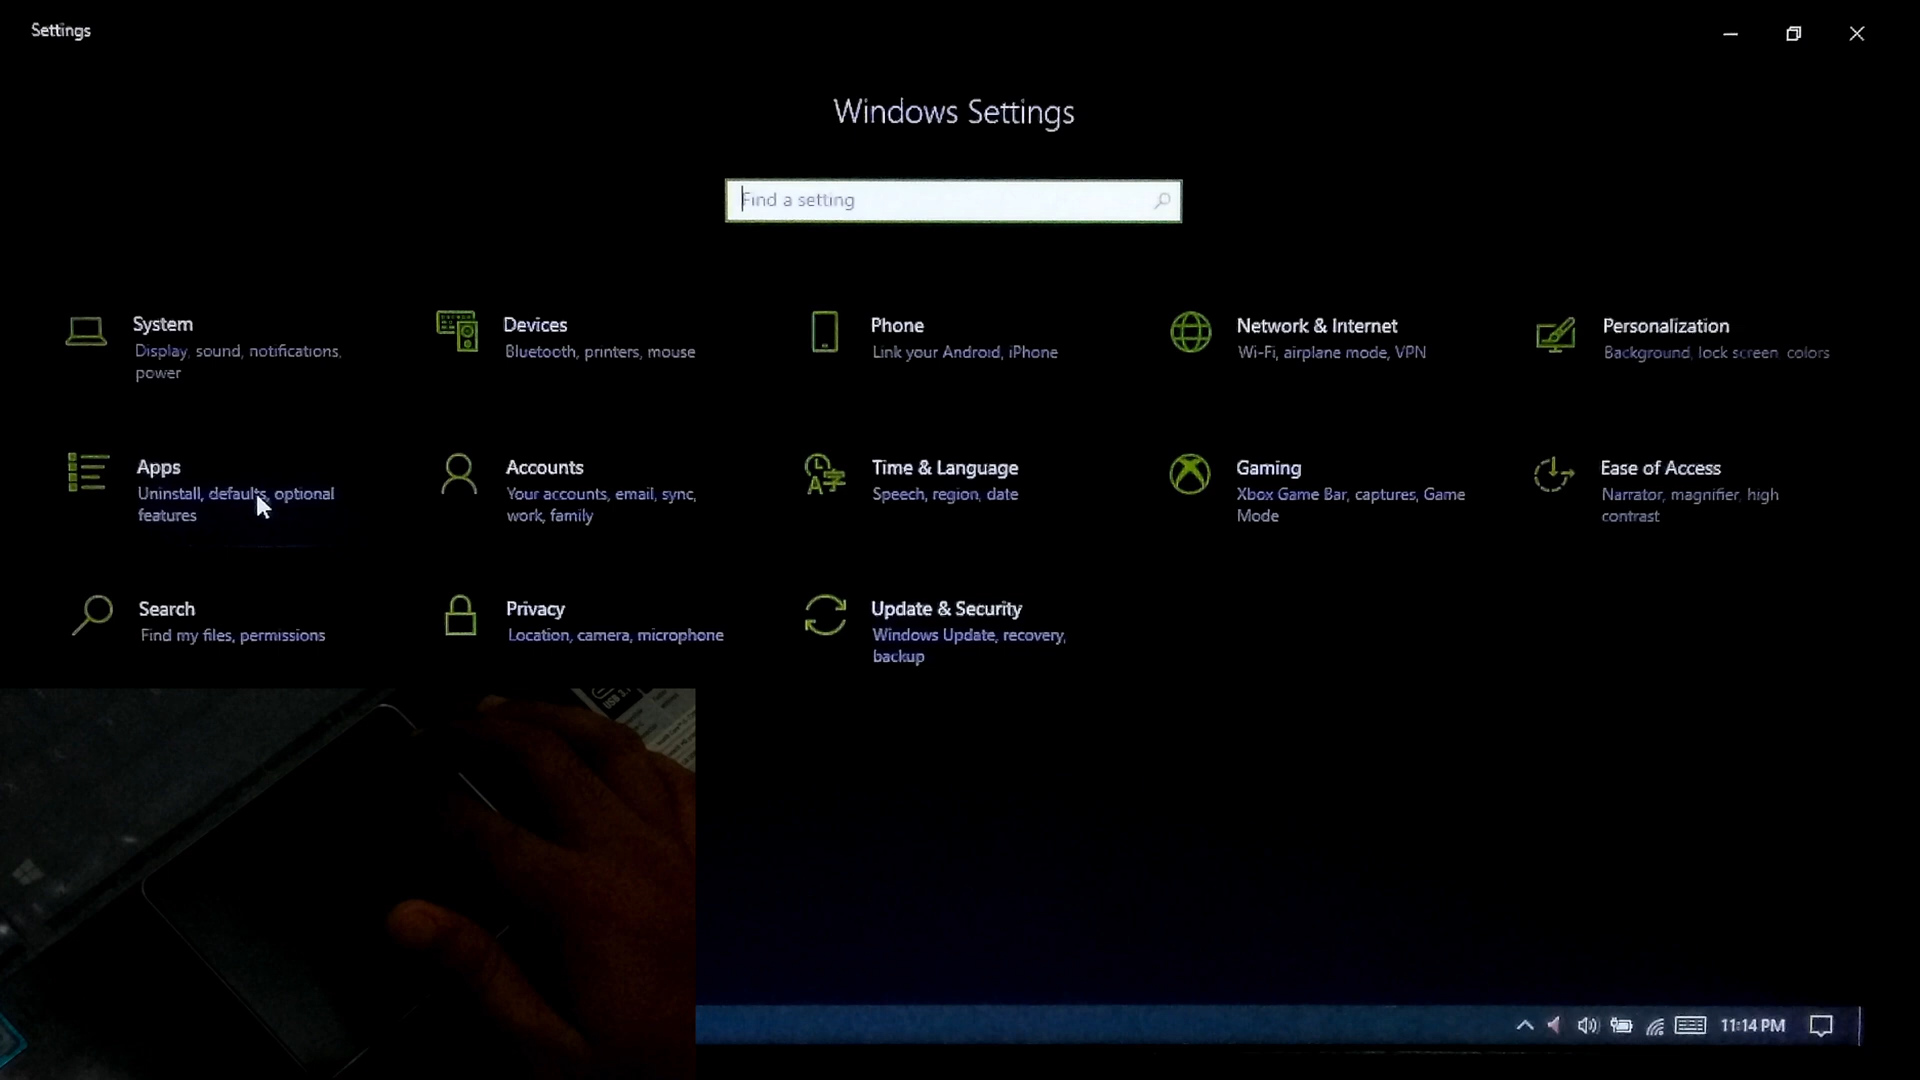 Settings
Windows Settings
Find a setting
System
Display, sound, notifications,
power
Devices
Bluetooth, printers, mouse
Phone
Link your Android, iPhone
Network & Internet
Wi-Fi, airplane mode, VPN
Personalization
Background, lock screen, colors
Apps
Uninstall, defaults, optional
features
Accounts
Your accounts, email, sync,
work, family
Time & Language
Speech, region, date
Gaming
Xbox Game Bar, captures, Game
Mode
Ease of Access
Narrator, magnifier, high
contrast
Search
Find my files, permissions
Privacy
Location, camera, microphone
Update & Security
Windows Update, recovery,
backup
11:14 PM